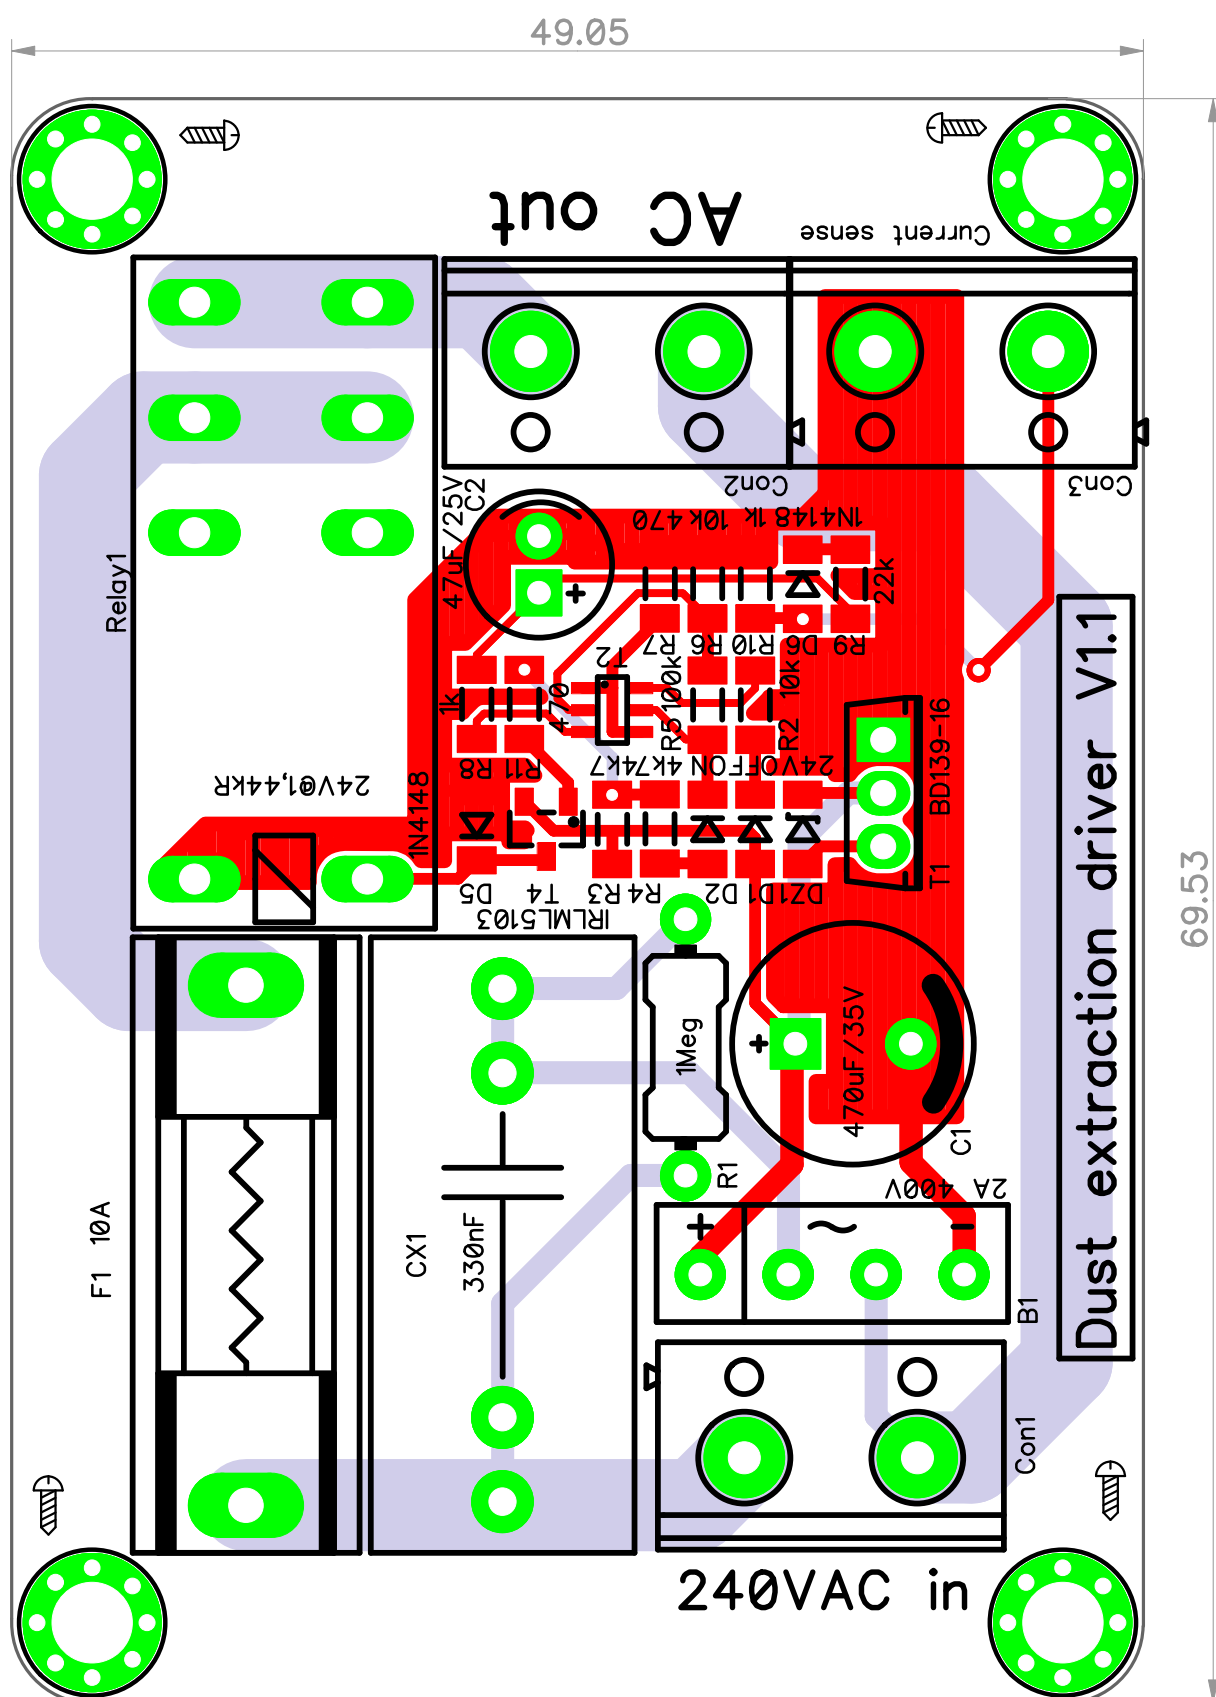 49.05
AC out
Current sense
Con2
Con3
47uF/25V
C2
10k 470
1N4148 1k
22k
Relay1
R7
R6
R10
D6
R9
T2
1k
470
100k
R5
10k
R2
R8
R11
4k7
4k7
OFF
ON
24V
24V@1,44kR
1N4148
BD139-16
T1
D5
T4
R3
R4
D2
D1
DZ1
IRLML5103
Dust extraction driver V1.1
69.53
1Meg
R1
470uF/35V
C1
2A 400V
F1 10A
CX1
330nF
B1
Con1
240VAC in